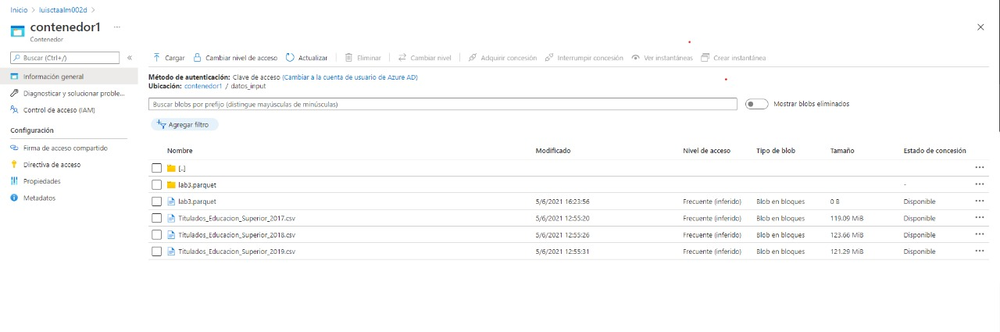 Inicio > luisctaalm002d >
contenedor1 ...
Contenedor
Buscar (Ctrl+/) «
Información general
Diagnosticar y solucionar proble...
Control de acceso (IAM)
Configuración
Firma de acceso compartido
Directiva de acceso
Propiedades
Metadatos
Cargar Cambiar nivel de acceso Actualizar Eliminar Cambiar nivel Adquirir concesión Interrumpir concesión Ver instantáneas Crear instantánea
Método de autenticación: Clave de acceso (Cambiar a la cuenta de usuario de Azure AD)
Ubicación: contenedor1 / datos_input
Buscar blobs por prefijo (distingue mayúsculas de minúsculas) Mostrar blobs eliminados
Agregar filtro
Nombre Modificado Nivel de acceso Tipo de blob Tamaño Estado de concesión
[..] ...
lab3.parquet - ...
lab3.parquet 5/6/2021 16:23:56 Frecuente (inferido) Blob en bloques 0 B Disponible ...
Titulados_Educacion_Superior_2017.csv 5/6/2021 12:55:20 Frecuente (inferido) Blob en bloques 119.09 MiB Disponible ...
Titulados_Educacion_Superior_2018.csv 5/6/2021 12:55:26 Frecuente (inferido) Blob en bloques 123.66 MiB Disponible ...
Titulados_Educacion_Superior_2019.csv 5/6/2021 12:55:31 Frecuente (inferido) Blob en bloques 121.29 MiB Disponible ...